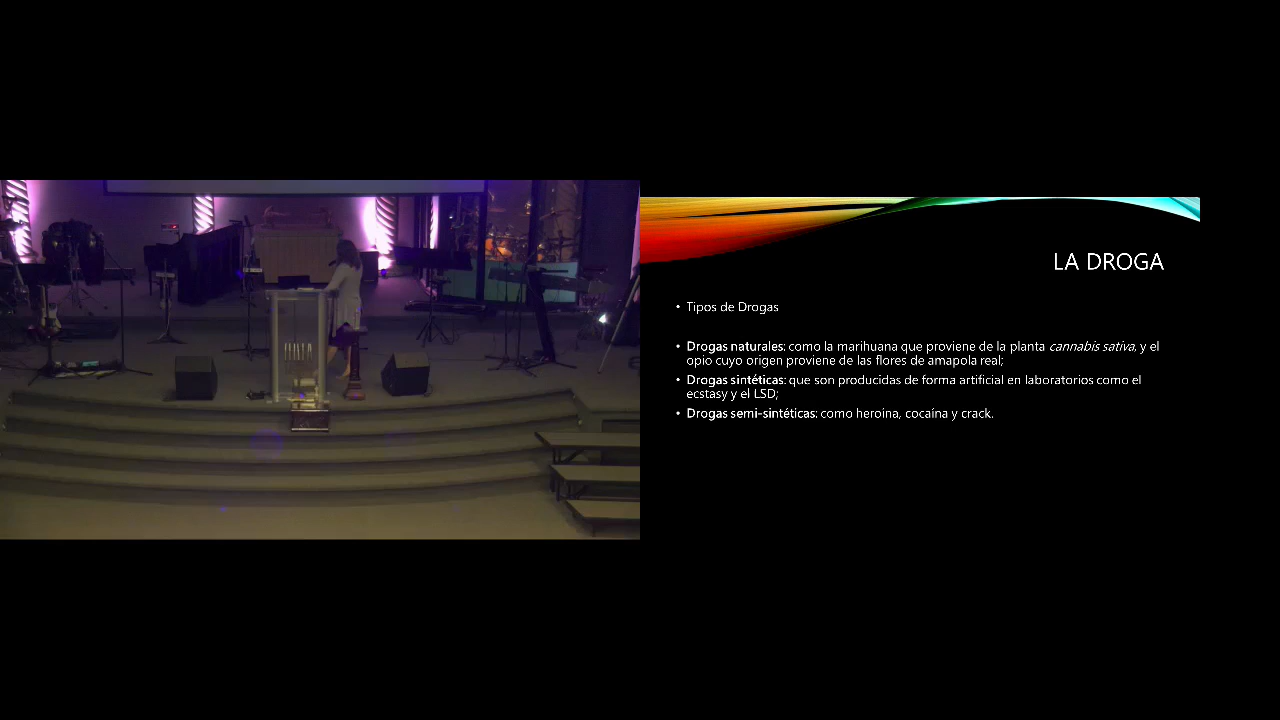 LA DROGA
• Tipos de Drogas
• Drogas naturales: como la marihuana que proviene de la planta cannabis sativa, y el
opio cuyo origen proviene de las flores de amapola real;
• Drogas sintéticas: que son producidas de forma artificial en laboratorios como el
ecstasy y el LSD;
• Drogas semi-sintéticas: como heroina, cocaína y crack.